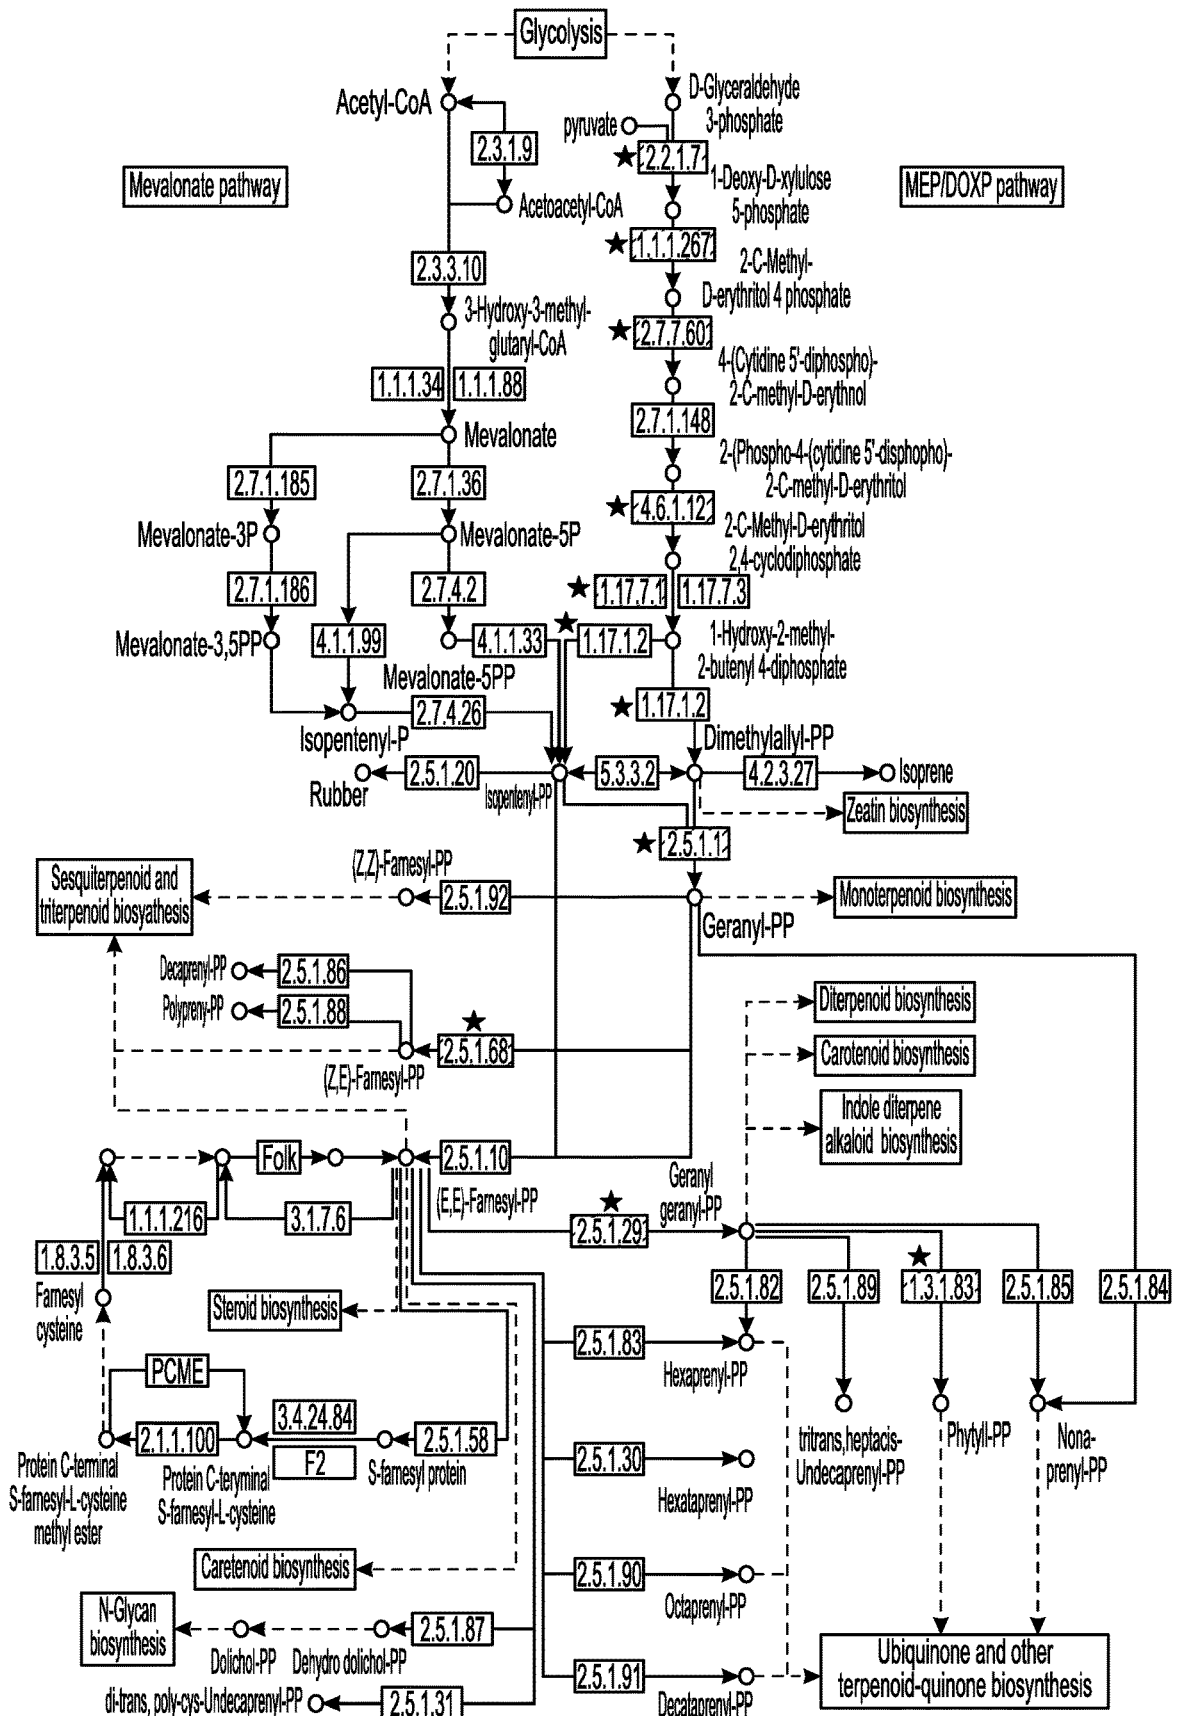 Glycolysis
Acetyl-CoA
D-Glyceraldehyde
3-phosphate
pyruvate
2.3.1.9
2.2.1.7
Mevalonate pathway
MEP/DOXP pathway
1-Deoxy-D-xylulose
5-phosphate
Acetoacetyl-CoA
1.1.1.267
2.3.3.10
2-C-Methyl-
D-erythritol 4 phosphate
3-Hydroxy-3-methyl-
glutaryl-CoA
2.7.7.60
4-(Cytidine 5'-diphospho)-
2-C-methyl-D-erythnol
1.1.1.34
1.1.1.88
2.7.1.148
Mevalonate
2-(Phospho-4-(cytidine 5'-disphopho)-
2-C-methyl-D-erythritol
2.7.1.185
2.7.1.36
4.6.1.12
2-C-Methyl-D-erythritol
2,4-cyclodiphosphate
Mevalonate-3P
Mevalonate-5P
2.7.1.186
2.7.4.2
1.17.7.1
1.17.7.3
Mevalonate-3,5PP
4.1.1.99
4.1.1.33
1.17.1.2
1-Hydroxy-2-methyl-
2-butenyl 4-diphosphate
Mevalonate-5PP
2.7.4.26
1.17.1.2
Isopentenyl-P
Dimethylallyl-PP
2.5.1.20
5.3.3.2
4.2.3.27
Isoprene
Rubber
Isopentenyl-PP
Zeatin biosynthesis
2.5.1.1
Sesquiterpenoid and
triterpenoid biosyathesis
(Z,Z)-Famesyl-PP
2.5.1.92
Monoterpenoid biosynthesis
Geranyl-PP
Decaprenyl-PP
2.5.1.86
Polypreny-PP
2.5.1.88
Diterpenoid biosynthesis
2.5.1.68
Carotenoid biosynthesis
(Z,E)-Famesyl-PP
Indole diterpene
alkaloid biosynthesis
Folk
2.5.1.10
(E,E)-Famesyl-PP
Geranyl
geranyl-PP
1.1.1.216
3.1.7.6
2.5.1.29
1.8.3.5
1.8.3.6
2.5.1.82
2.5.1.89
1.3.1.83
2.5.1.85
2.5.1.84
Famesyl
cysteine
Steroid biosynthesis
2.5.1.83
Hexaprenyl-PP
PCME
3.4.24.84
2.1.1.100
2.5.1.58
F2
S-famesyl protein
Protein C-terminal
S-famesyl-L-cysteine
methyl ester
Protein C-teryminal
S-famesyl-L-cysteine
tritrans,heptacis-
Undecaprenyl-PP
Phytyll-PP
Nona-
prenyl-PP
2.5.1.30
Hexataprenyl-PP
Caretenoid biosynthesis
2.5.1.90
Octaprenyl-PP
N-Glycan
biosynthesis
2.5.1.87
Dolichol-PP
Dehydro dolichol-PP
Ubiquinone and other
terpenoid-quinone biosynthesis
2.5.1.91
Decataprenyl-PP
di-trans, poly-cys-Undecaprenyl-PP
2.5.1.31